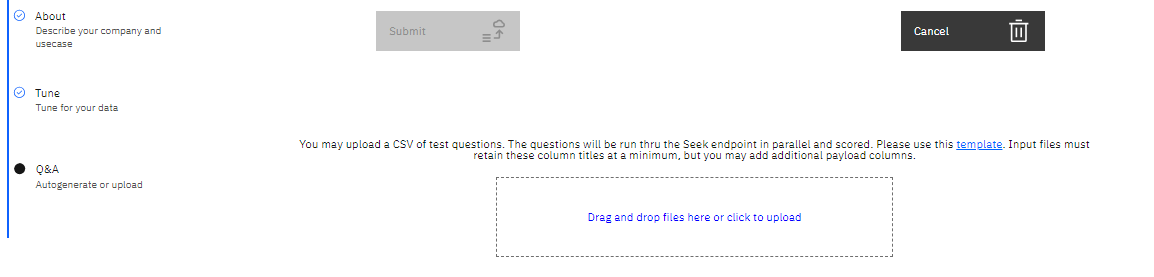 About
Describe your company and
usecase
Submit
Cancel
Tune
Tune for your data
You may upload a CSV of test questions. The questions will be run thru the Seek endpoint in parallel and scored. Please use this template. Input files must
retain these column titles at a minimum, but you may add additional payload columns.
Q&A
Autogenerate or upload
Drag and drop files here or click to upload